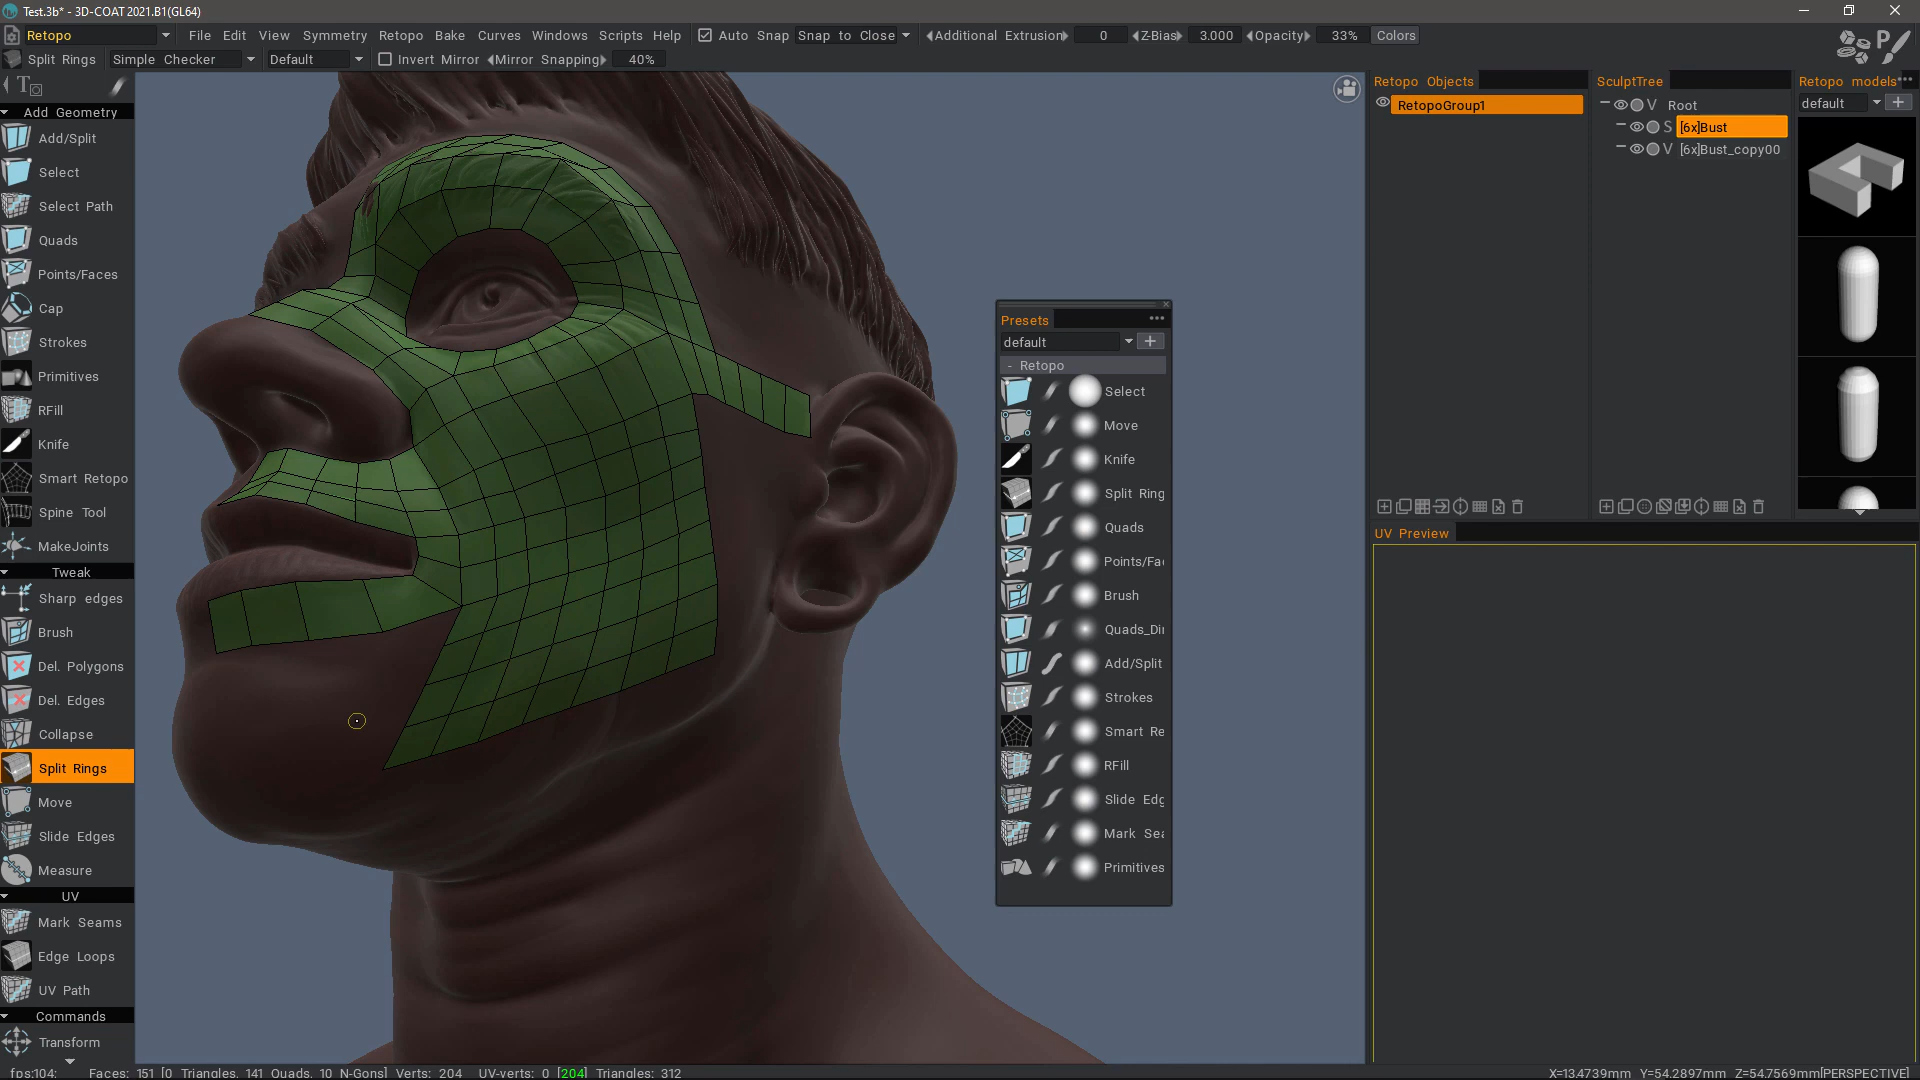 Test.3b* - 3D-COAT 2021.B1(GL64)
Retopo File Edit View Symmetry Retopo Bake Curves Windows Scripts Help Auto Snap Snap to Close Additional Extrusion 0 Z-Bias 3.000 Opacity 33% Colors
Split Rings Simple Checker Default Invert Mirror Mirror Snapping 40%
Add Geometry
Add/Split
Select
Select Path
Quads
Points/Faces
Cap
Strokes
Primitives
RFill
Knife
Smart Retopo
Spine Tool
MakeJoints
Tweak
Sharp edges
Brush
Del. Polygons
Del. Edges
Collapse
Split Rings
Move
Slide Edges
Measure
UV
Mark Seams
Edge Loops
UV Path
Commands
Transform
Presets
default
- Retopo
Select
Move
Knife
Split Ring
Quads
Points/Fa
Brush
Quads_Di
Add/Split
Strokes
Smart Re
RFill
Slide Edg
Mark Sea
Primitives
Retopo Objects
RetopoGroup1
SculptTree
V Root
S [6x]Bust
V [6x]Bust_copy00
Retopo models
default
UV Preview
fps:104; Faces: 151 [0 Triangles, 141 Quads, 10 N-Gons] Verts: 204 UV-verts: 0 [204] Triangles: 312 X=13.4739mm Y=54.2897mm Z=54.7569mm[PERSPECTIVE]